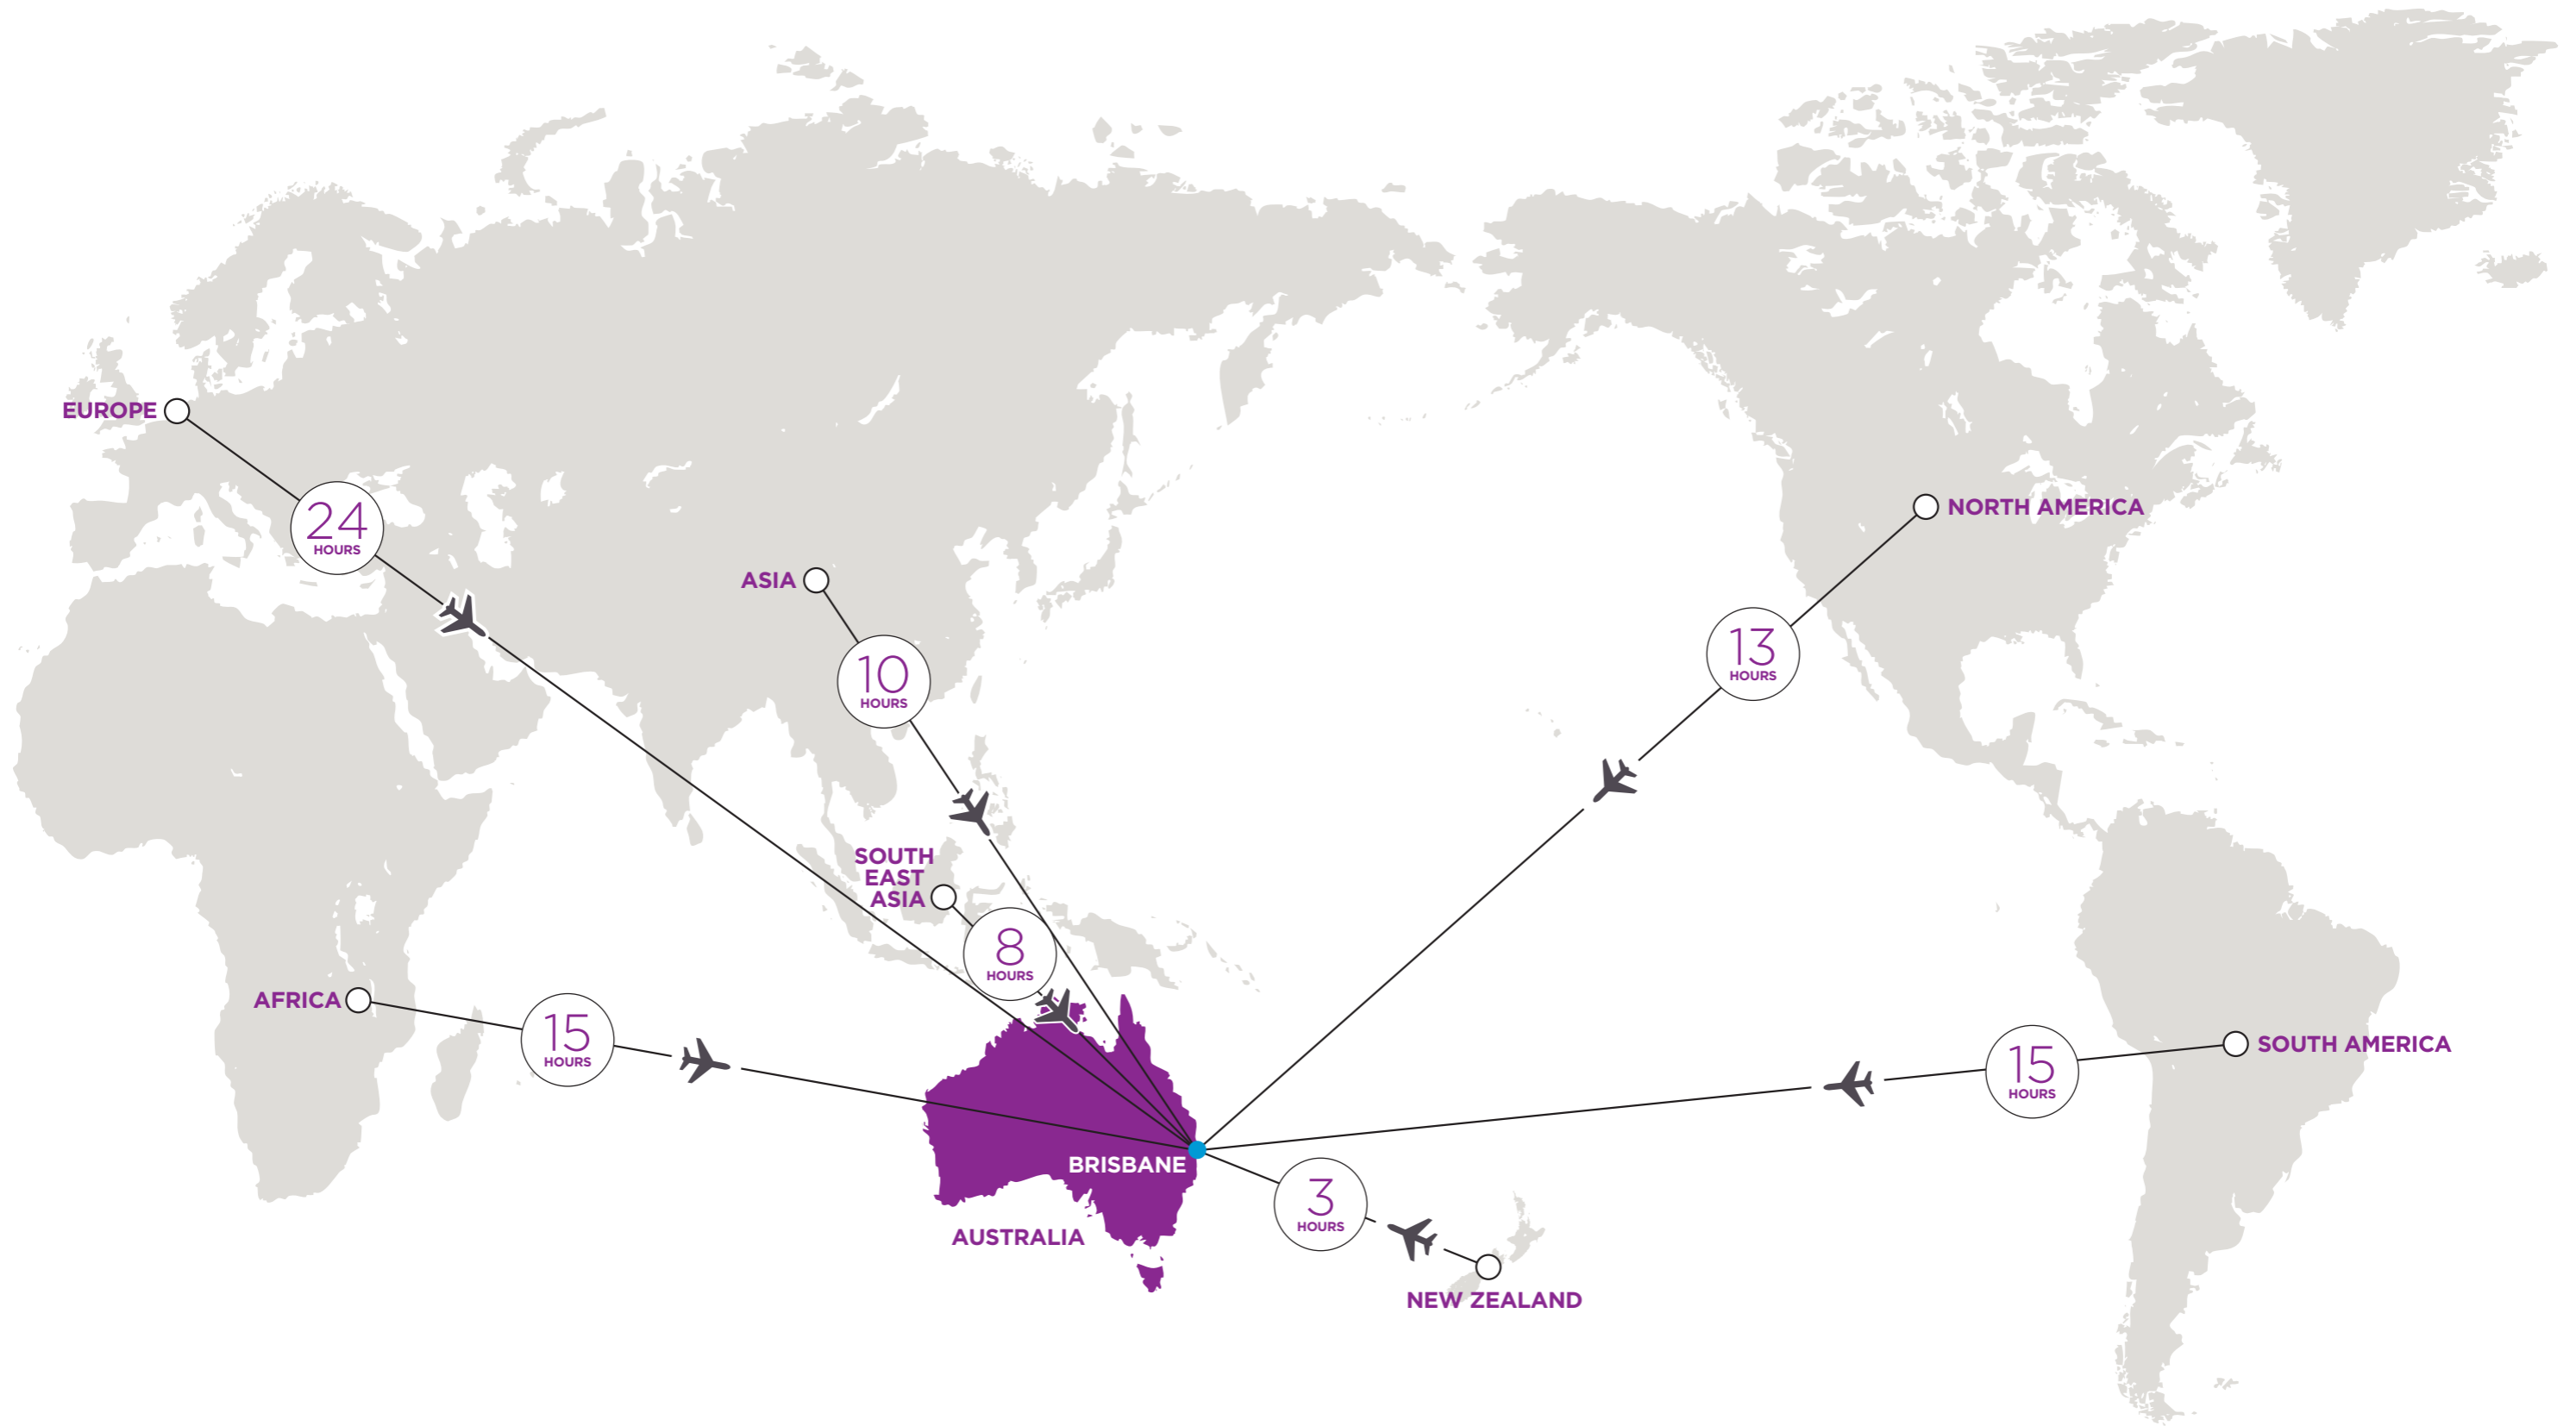 EUROPE
24
HOURS
ASIA
10
HOURS
NORTH AMERICA
13
HOURS
SOUTH
EAST
ASIA
8
HOURS
AFRICA
15
HOURS
SOUTH AMERICA
15
HOURS
BRISBANE
AUSTRALIA
3
HOURS
NEW ZEALAND